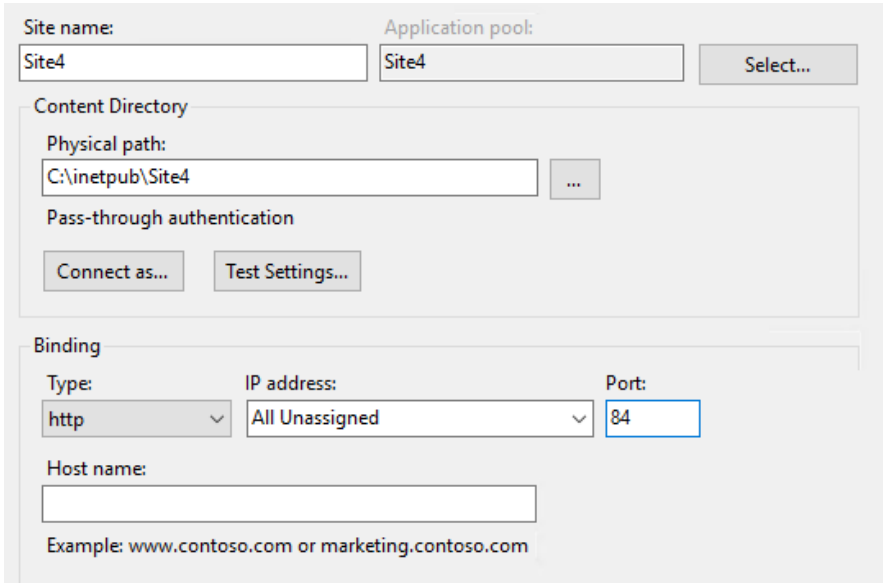 Site name: Application pool:
Site4 Site4 Select...
Content Directory
Physical path:
C:\inetpub\Site4 ...
Pass-through authentication
Connect as... Test Settings...
Binding
Type: IP address: Port:
http All Unassigned 84
Host name:
Example: www.contoso.com or marketing.contoso.com